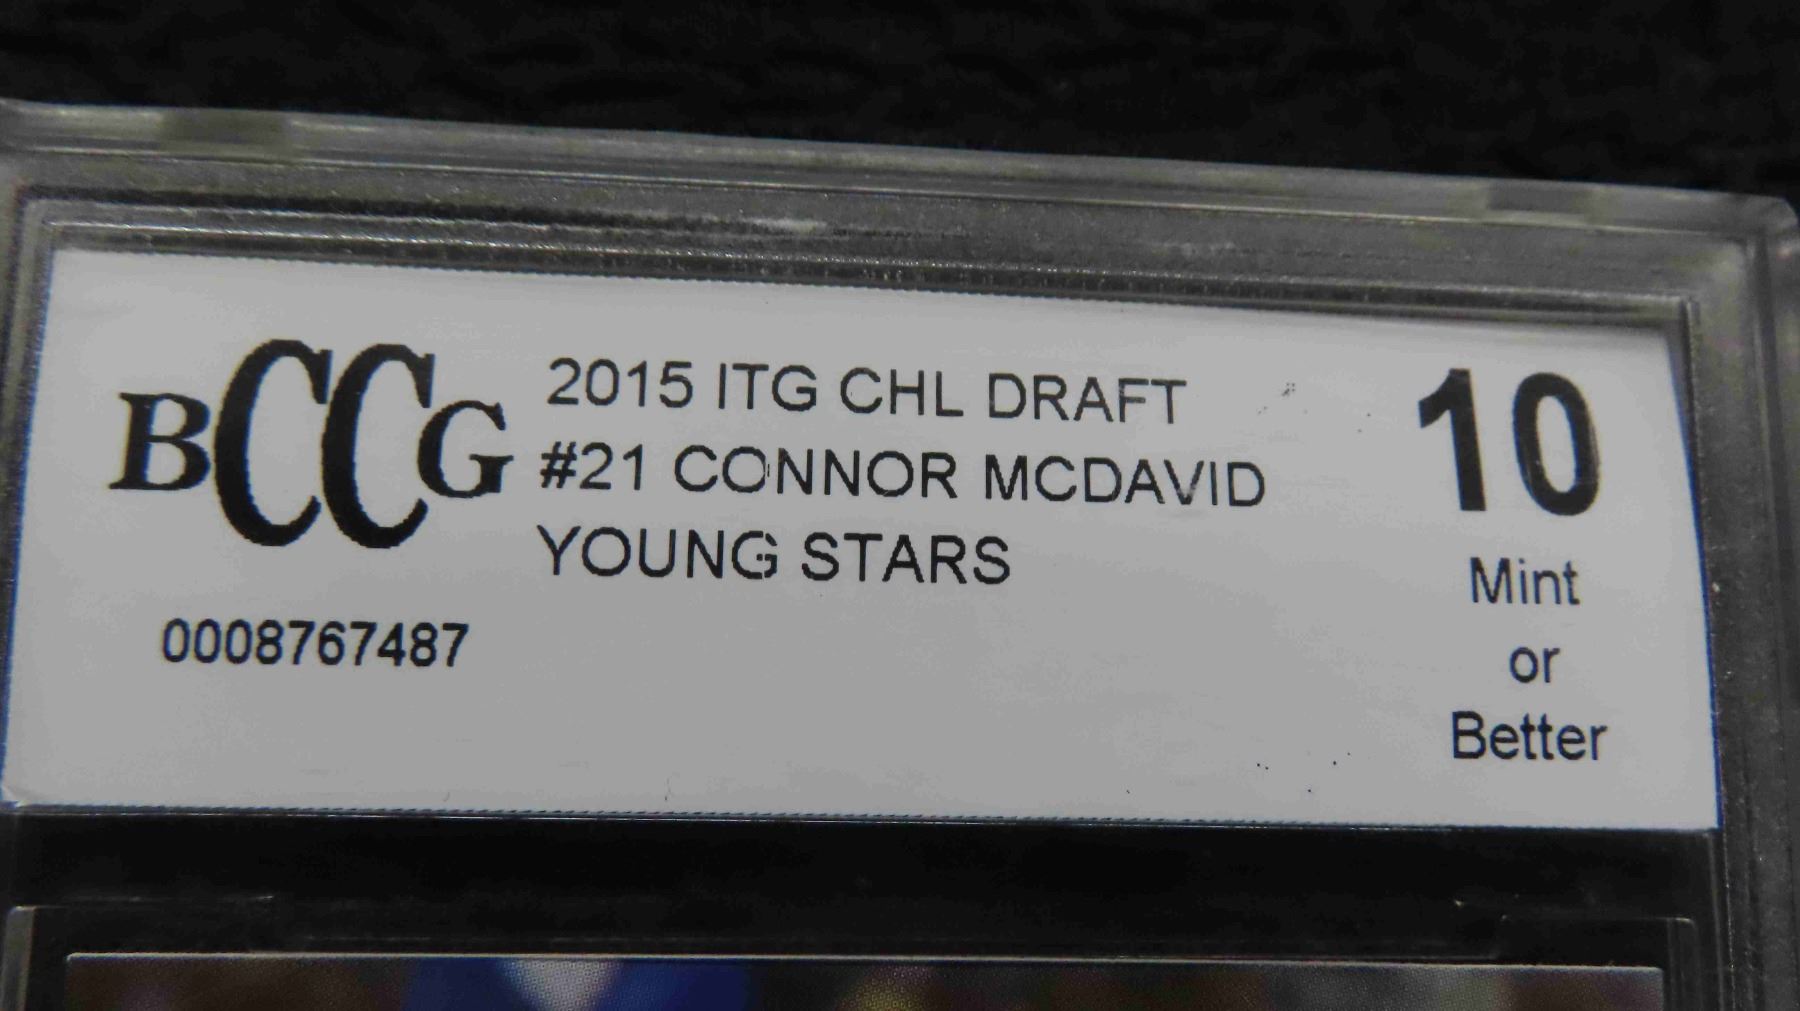 BCCG
2015 ITG CHL DRAFT
#21 CONNOR MCDAVID
YOUNG STARS
0008767487
10
Mint
or
Better